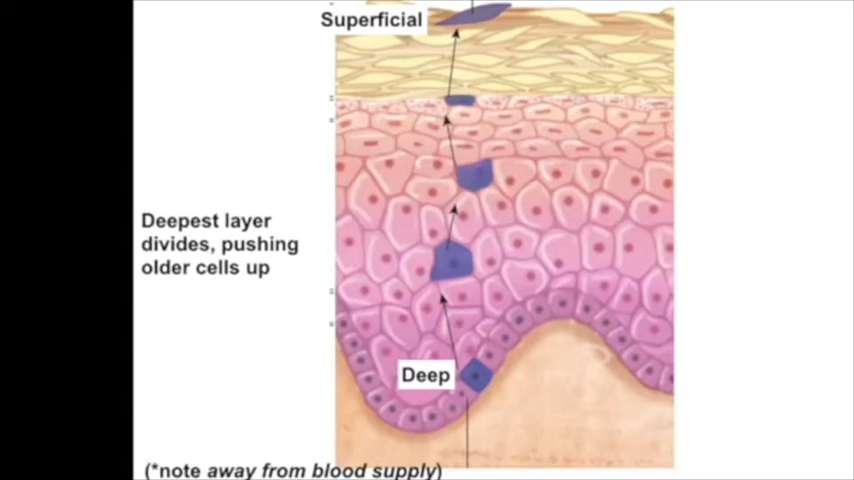 Superficial
Deepest layer
divides, pushing
older cells up
Deep
(*note away from blood supply)